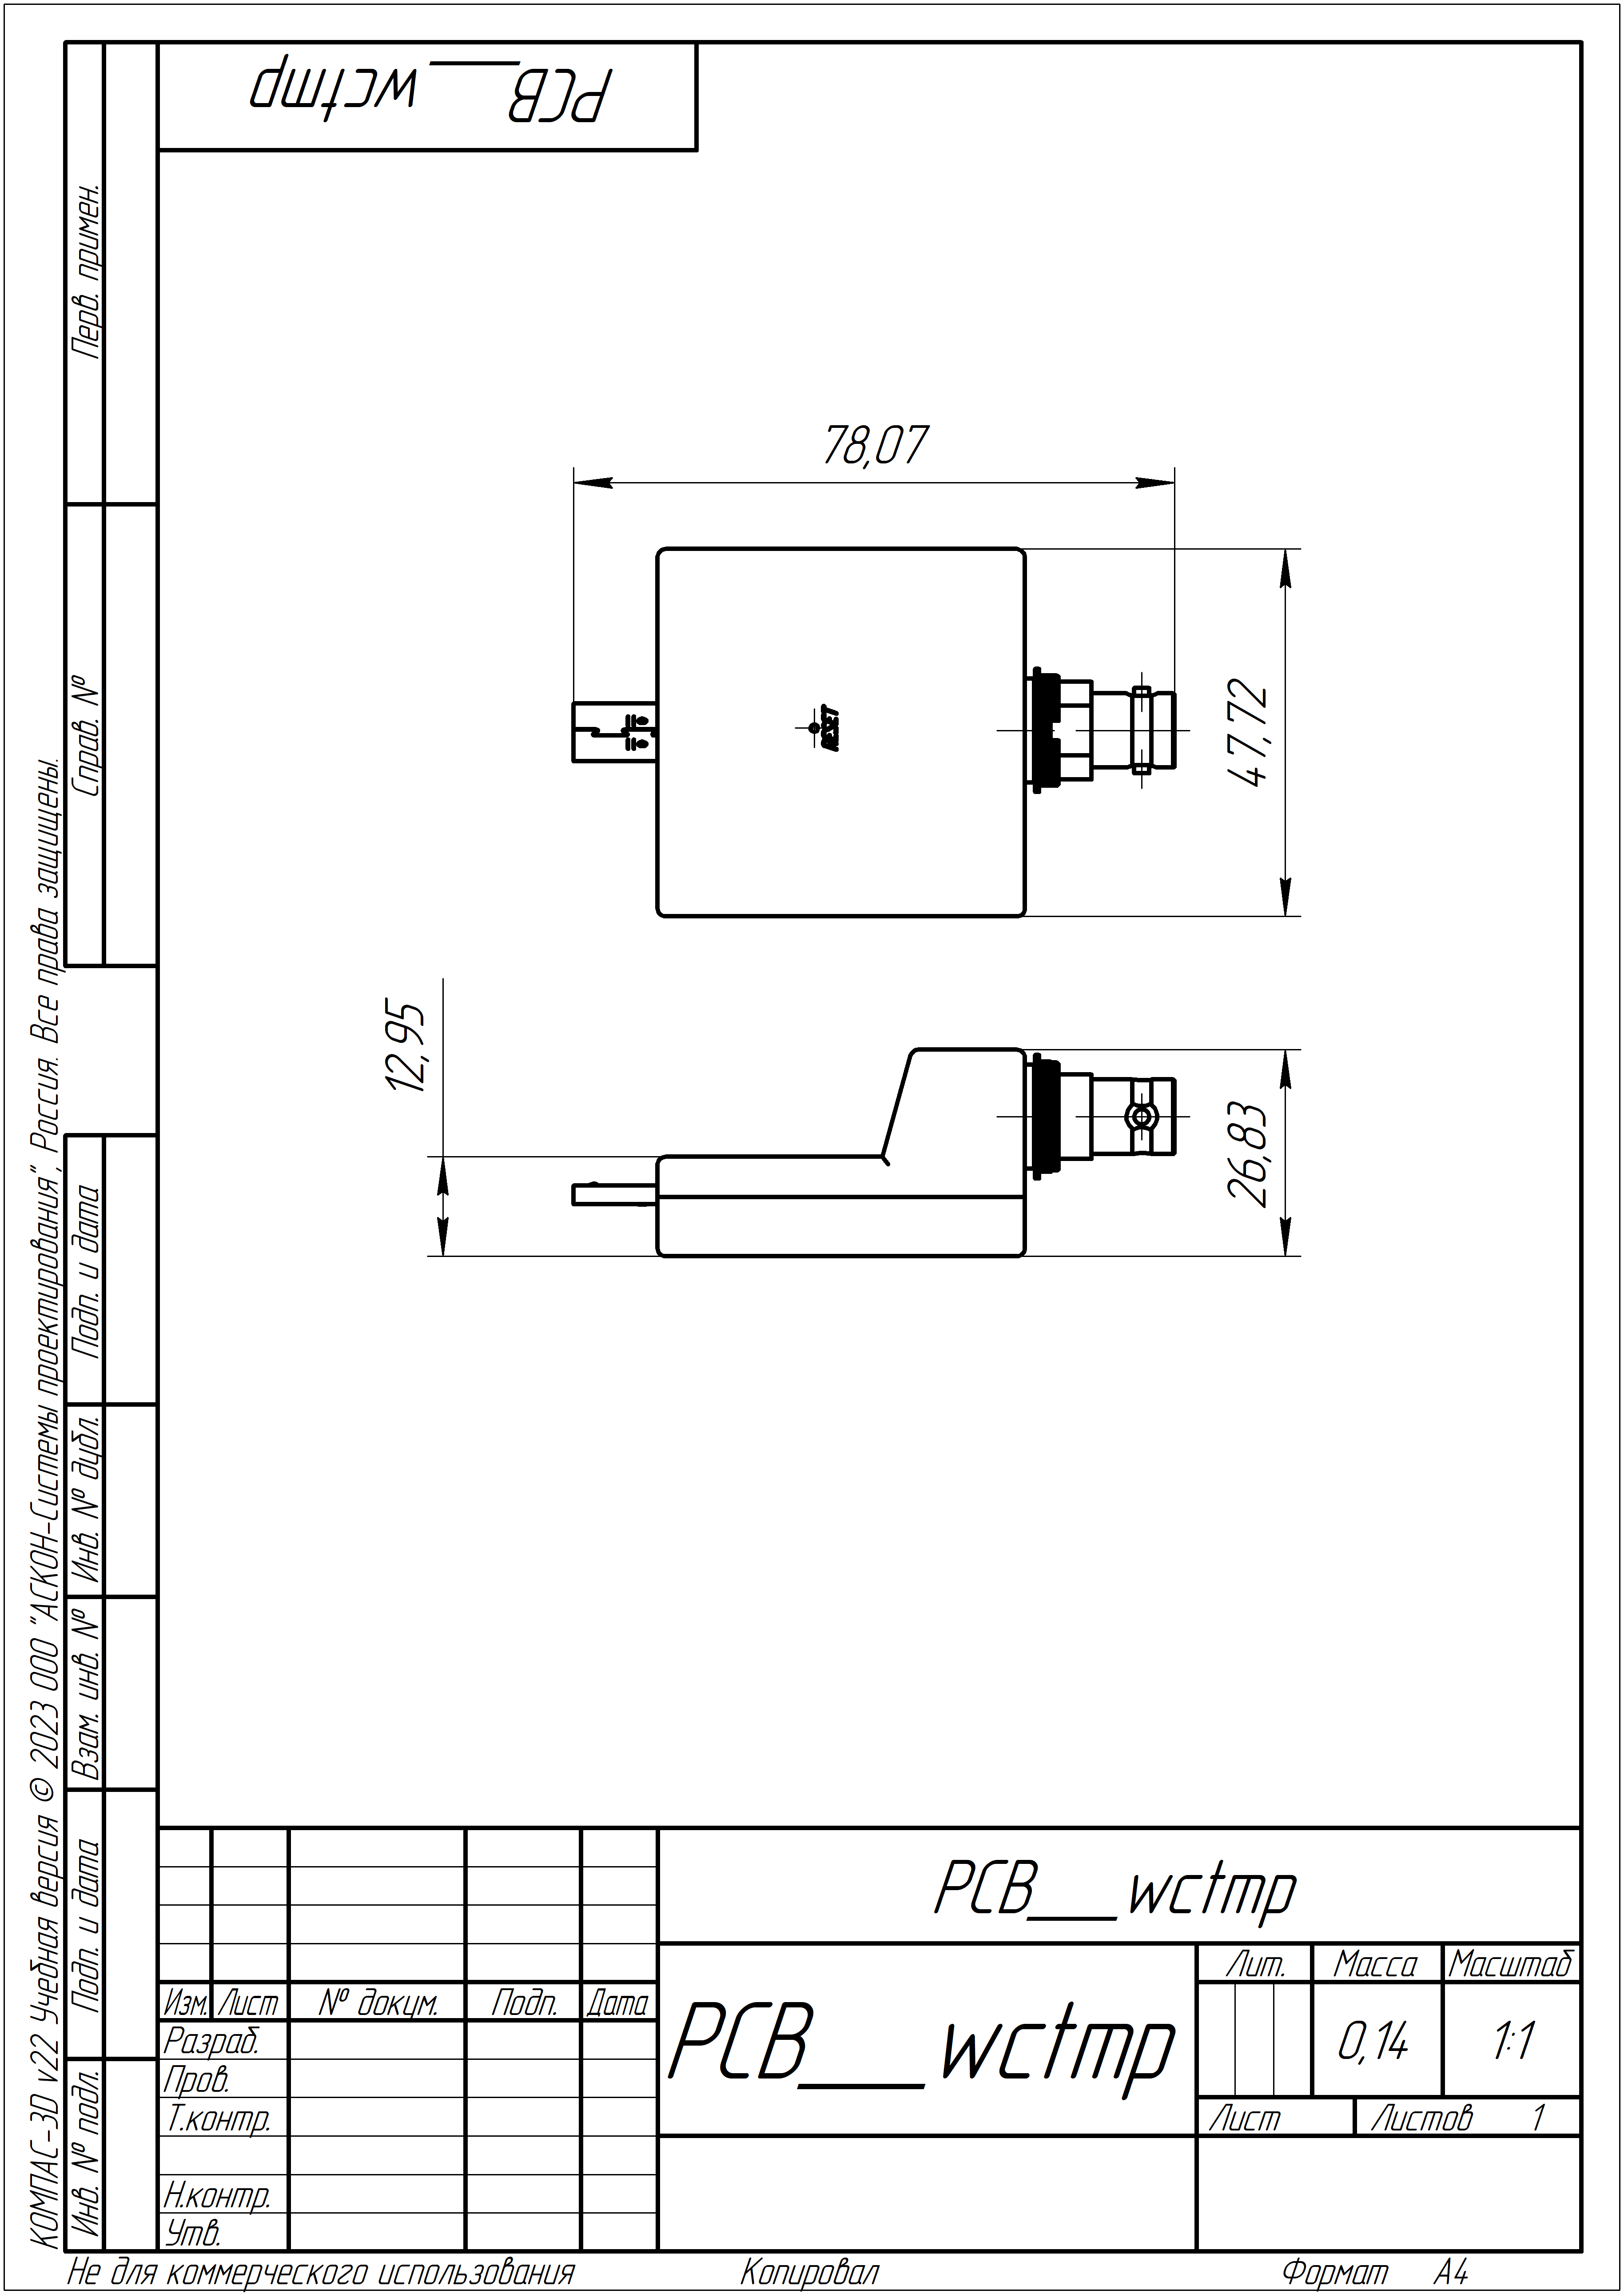 PCB___wctmp
Перв. примен.
78,07
Справ. №
RESET
47,72
12,95
26,83
Подп. и дата
Инв. № дубл.
Взам. инв. №
Подп. и дата
Инв. № подл.
КОМПАС-3D v22 Учебная версия © 2023 ООО "АСКОН-Системы проектирования", Россия. Все права защищены.
PCB___wctmp
Лит. Масса Масштаб
Изм. Лист № докум. Подп. Дата
PCB___wctmp
0,14 1:1
Разраб.
Пров.
Т.контр.
Лист Листов 1
Н.контр.
Утв.
Не для коммерческого использования Копировал Формат А4